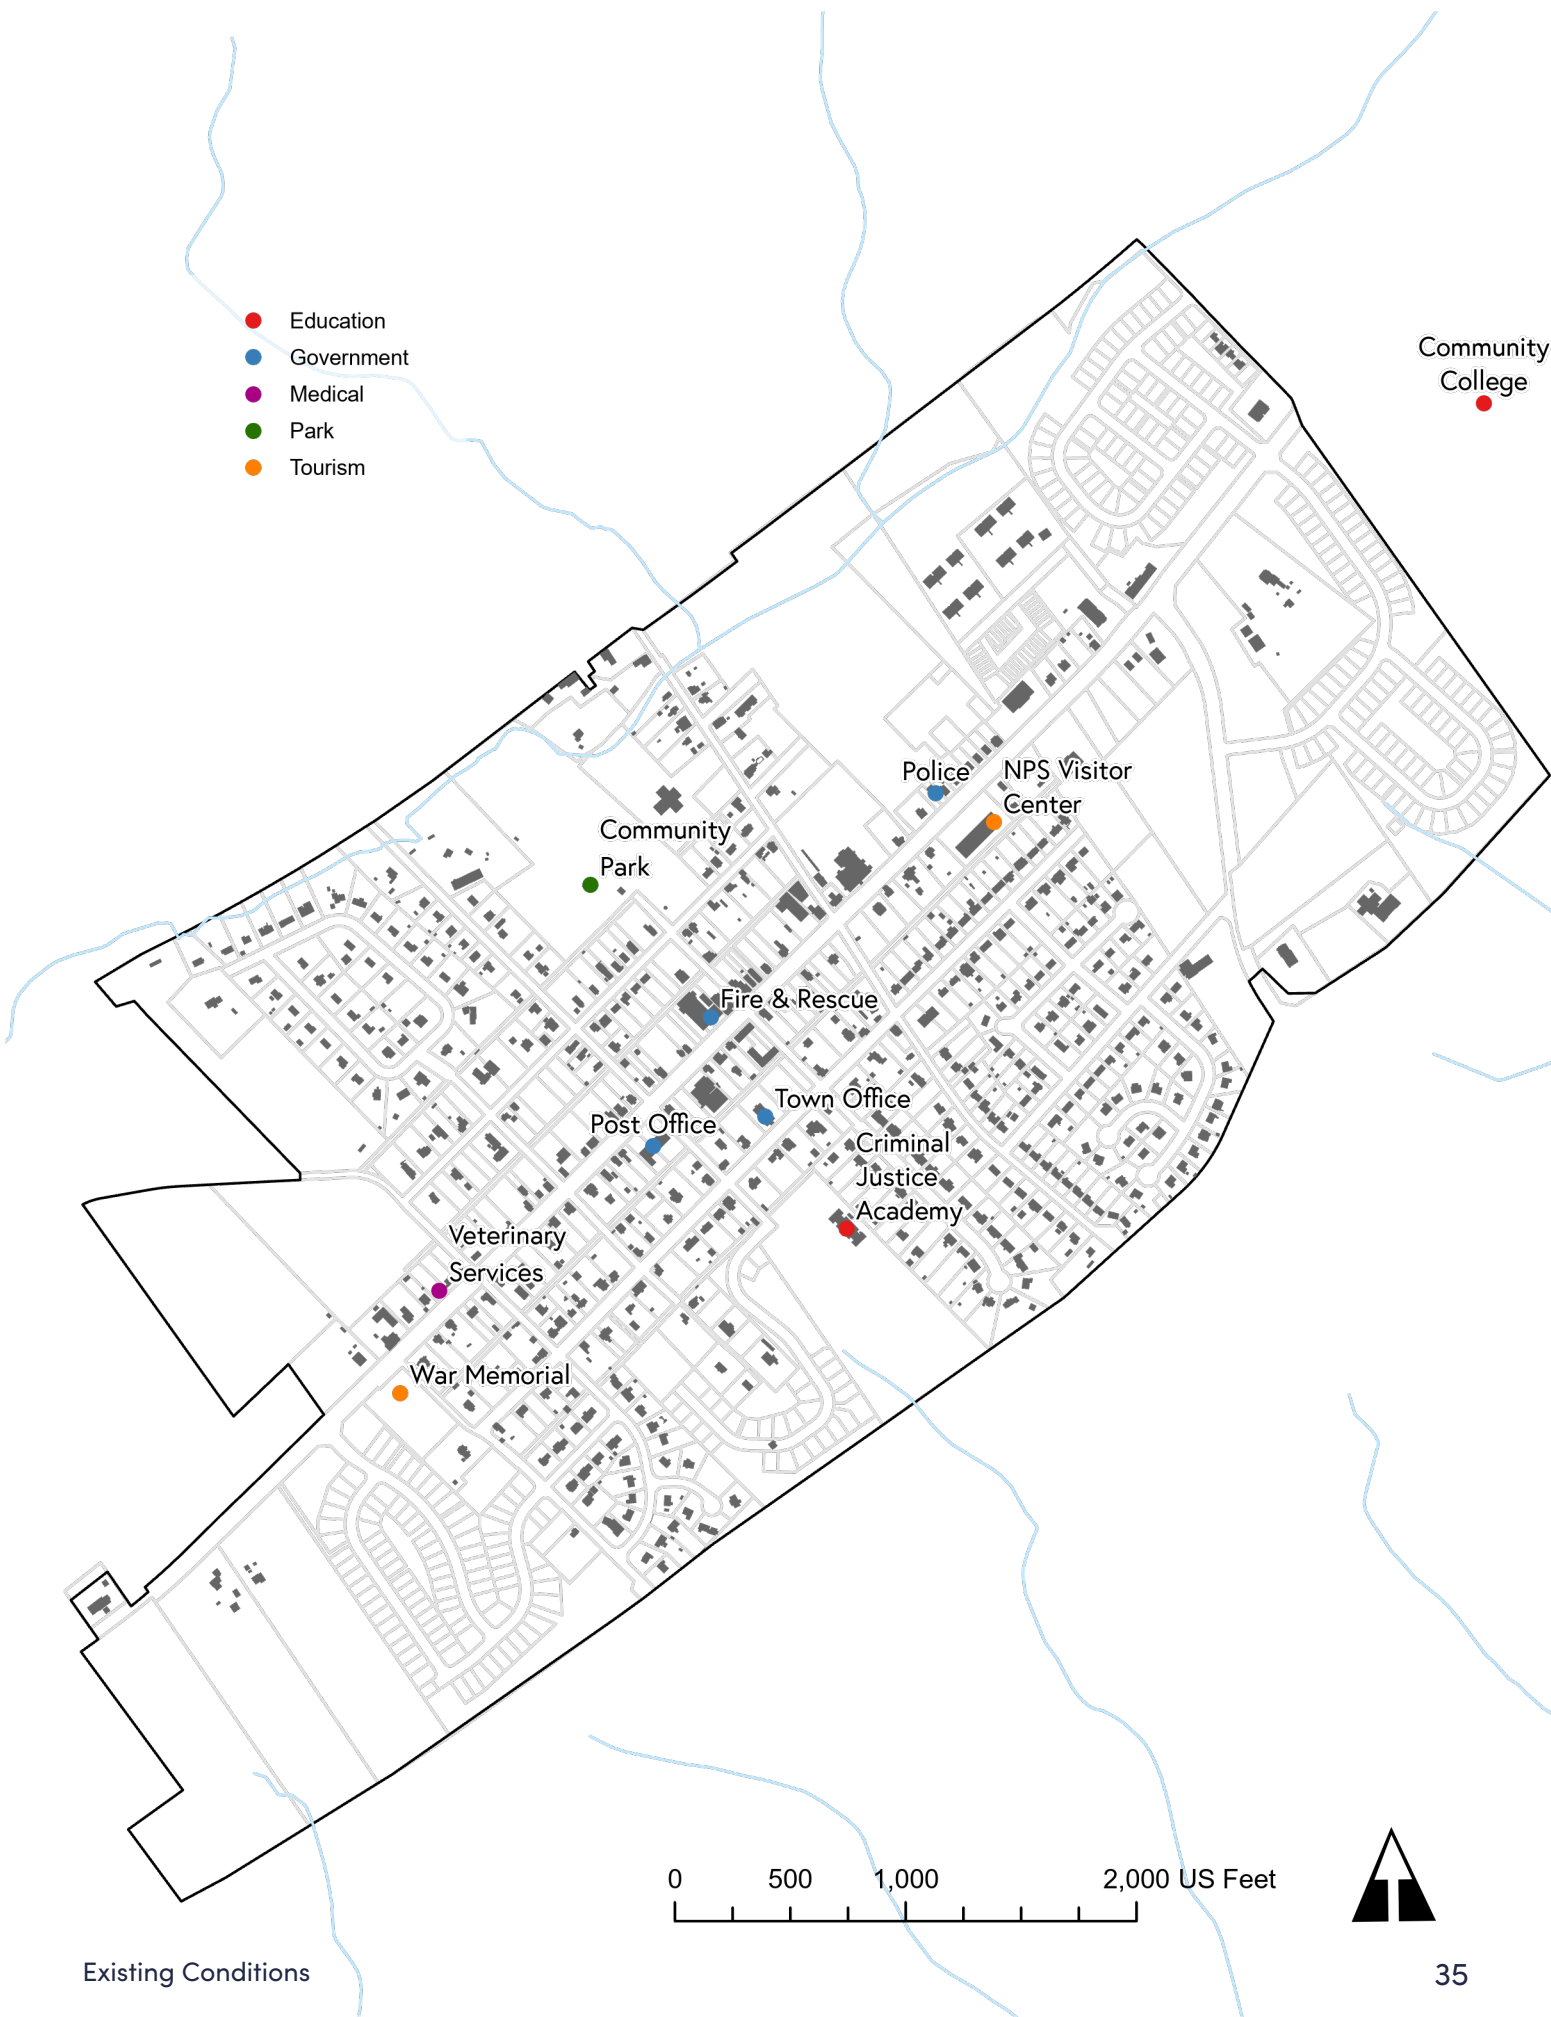 Education
Government
Medical
Park
Tourism
Community
College
Police
NPS Visitor
Center
Community
Park
Fire & Rescue
Town Office
Post Office
Criminal
Justice
Academy
Veterinary
Services
War Memorial
0 500 1,000 2,000 US Feet
Existing Conditions
35